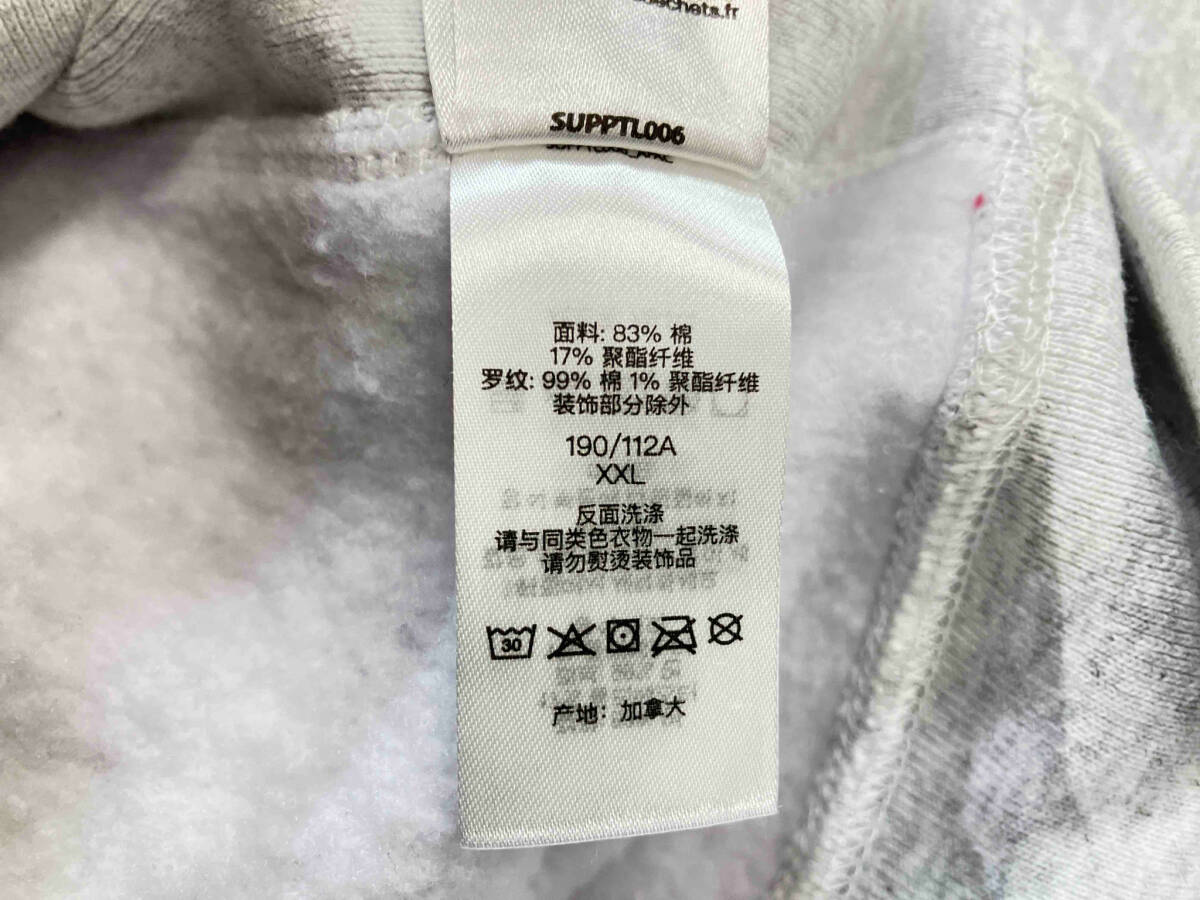 SUPPTL006
面料: 83% 棉
17% 聚酯纤维
罗纹: 99% 棉 1% 聚酯纤维
装饰部分除外
190/112A
XXL
反面洗涤
请与同类色衣物一起洗涤
请勿熨烫装饰品
30
产地: 加拿大